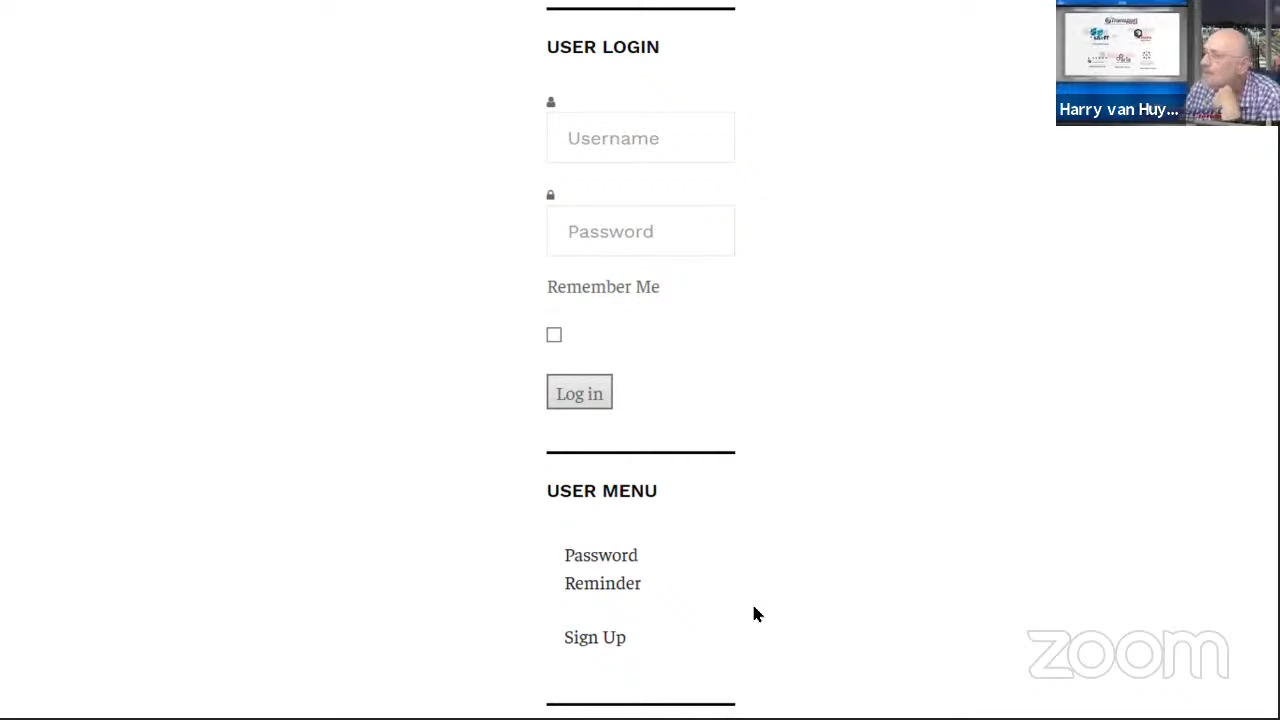 USER LOGIN
Username
Password
Remember Me
Log in
USER MENU
Password
Reminder
Sign Up
Harry van Huy...
zoom